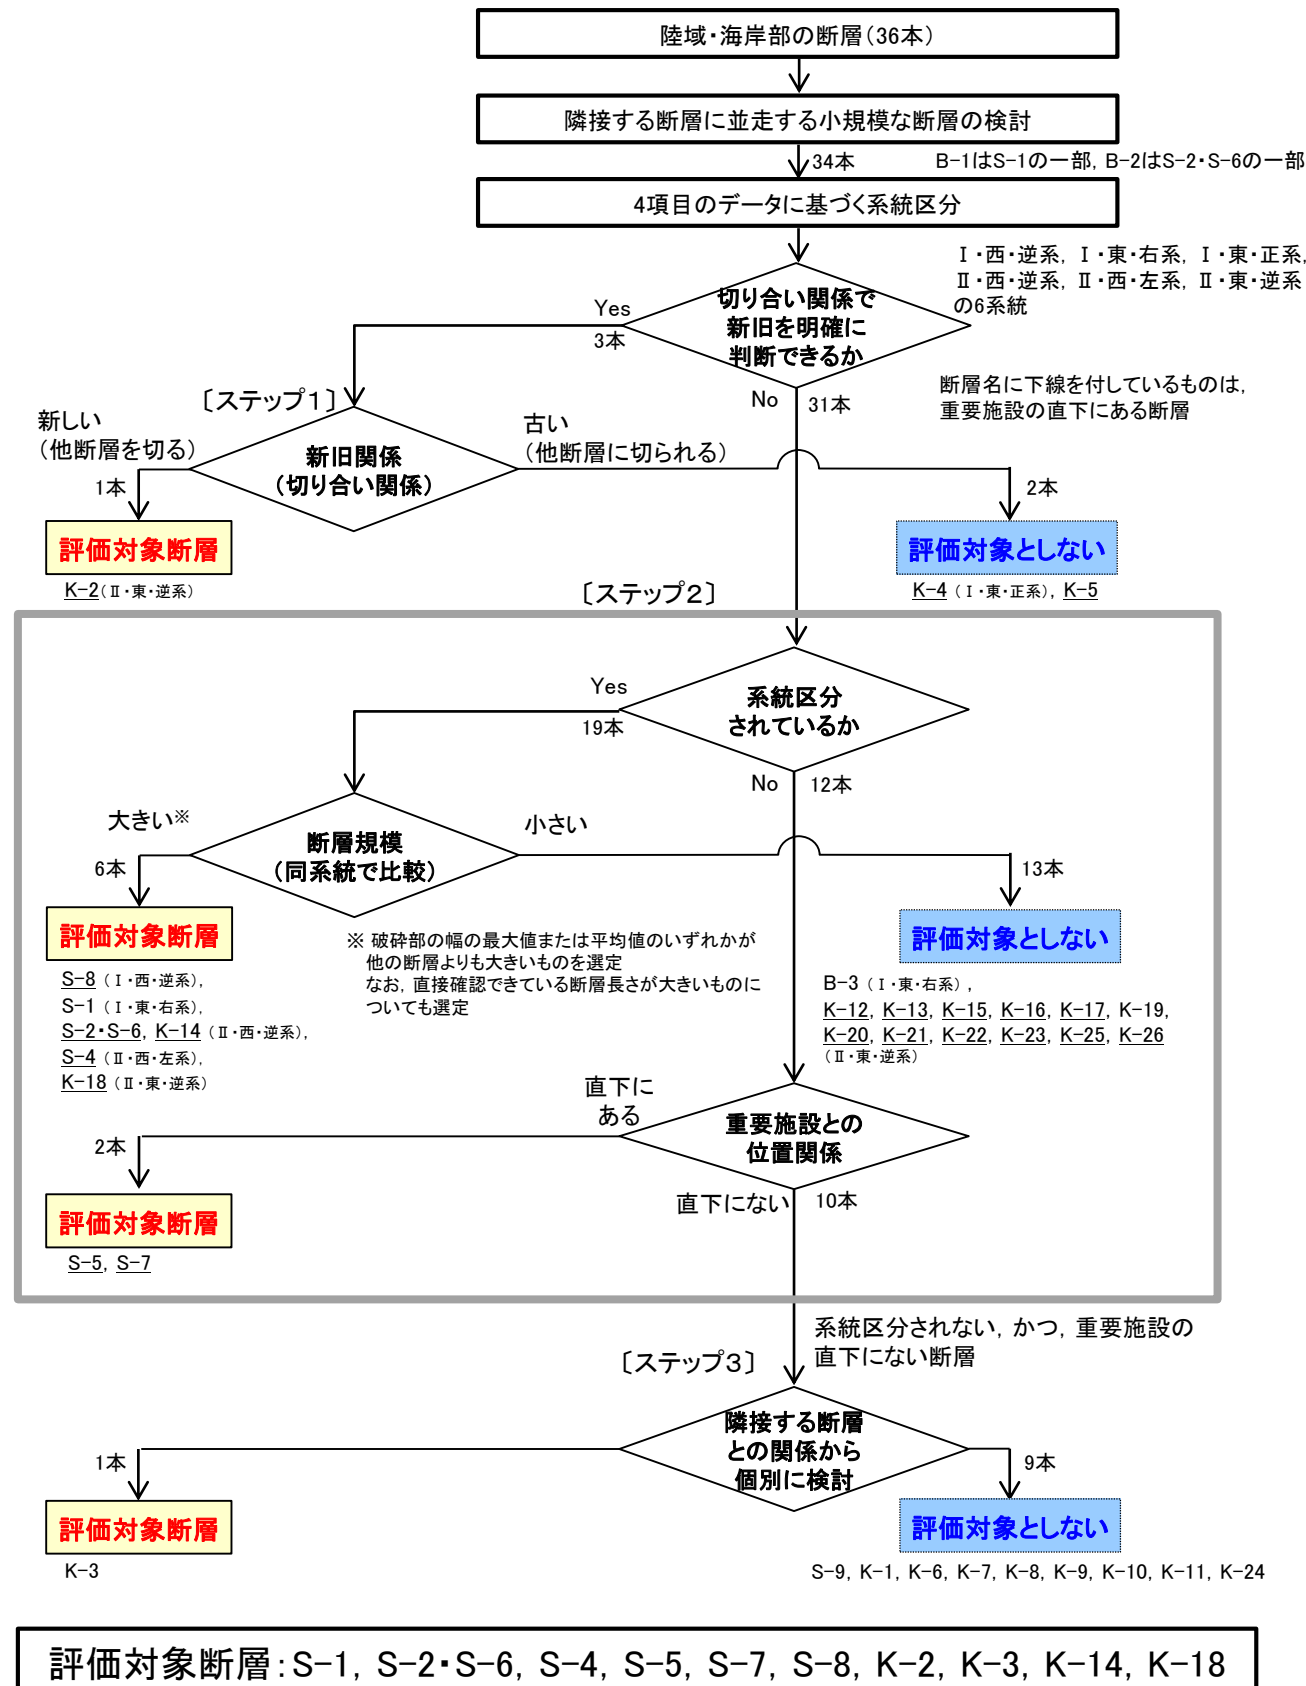 陸域・海岸部の断層（36本）
隣接する断層に並走する小規模な断層の検討
34本
B-1はS-1の一部，B-2はS-2・S-6の一部
4項目のデータに基づく系統区分
Ⅰ・西・逆系，Ⅰ・東・右系，Ⅰ・東・正系，
Ⅱ・西・逆系，Ⅱ・西・左系，Ⅱ・東・逆系
の6系統
切り合い関係で
新旧を明確に
判断できるか
Yes
3本
No
31本
断層名に下線を付しているものは，
重要施設の直下にある断層
〔ステップ1〕
新しい
（他断層を切る）
1本
新旧関係
（切り合い関係）
古い
（他断層に切られる）
2本
評価対象断層
K-2（Ⅱ・東・逆系）
評価対象としない
K-4（Ⅰ・東・正系），K-5
〔ステップ2〕
系統区分
されているか
Yes
19本
No
12本
大きい※
6本
断層規模
（同系統で比較）
小さい
13本
評価対象断層
S-8（Ⅰ・西・逆系），
S-1（Ⅰ・東・右系），
S-2・S-6，K-14（Ⅱ・西・逆系），
S-4（Ⅱ・西・左系），
K-18（Ⅱ・東・逆系）
※ 破砕部の幅の最大値または平均値のいずれかが
他の断層よりも大きいものを選定
なお，直接確認できている断層長さが大きいものに
ついても選定
評価対象としない
B-3（Ⅰ・東・右系），
K-12，K-13，K-15，K-16，K-17，K-19，
K-20，K-21，K-22，K-23，K-25，K-26
（Ⅱ・東・逆系）
直下に
ある
2本
重要施設との
位置関係
直下にない
10本
評価対象断層
S-5，S-7
系統区分されない，かつ，重要施設の
直下にない断層
〔ステップ3〕
隣接する断層
との関係から
個別に検討
1本
9本
評価対象断層
K-3
評価対象としない
S-9，K-1，K-6，K-7，K-8，K-9，K-10，K-11，K-24
評価対象断層：S-1，S-2・S-6，S-4，S-5，S-7，S-8，K-2，K-3，K-14，K-18